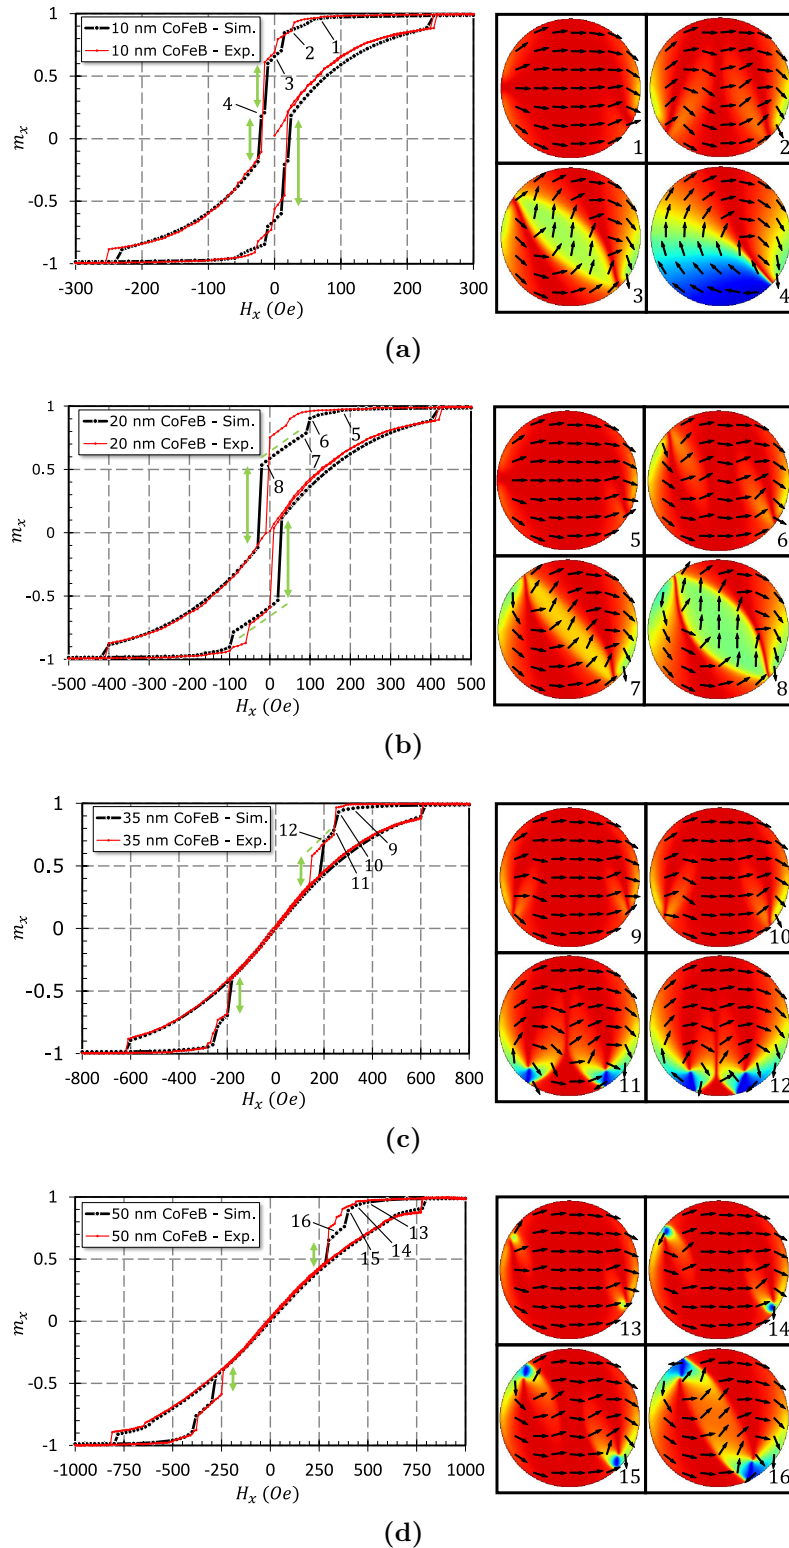 1
0.5
0
-0.5
-1
m_x
10 nm CoFeB - Sim.
10 nm CoFeB - Exp.
1
2
3
4
-300 -200 -100 0 100 200 300
H_x (Oe)
1 2
3 4
(a)
1
0.5
0
-0.5
-1
m_x
20 nm CoFeB - Sim.
20 nm CoFeB - Exp.
5
6
7
8
-500 -400 -300 -200 -100 0 100 200 300 400 500
H_x (Oe)
5 6
7 8
(b)
1
0.5
0
-0.5
-1
m_x
35 nm CoFeB - Sim.
35 nm CoFeB - Exp.
12
9
10
11
-800 -600 -400 -200 0 200 400 600 800
H_x (Oe)
9 10
11 12
(c)
1
0.5
0
-0.5
-1
m_x
50 nm CoFeB - Sim.
50 nm CoFeB - Exp.
16
13
14
15
-1000 -750 -500 -250 0 250 500 750 1000
H_x (Oe)
13 14
15 16
(d)